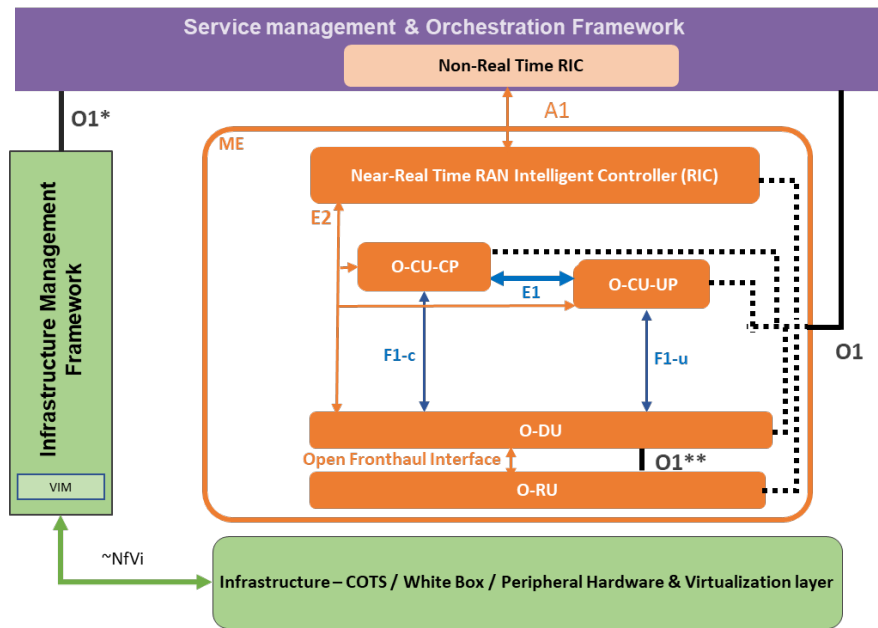 Service management & Orchestration Framework
Non-Real Time RIC
O1*
A1
ME
Near-Real Time RAN Intelligent Controller (RIC)
E2
O-CU-CP
E1
O-CU-UP
O1
F1-c
F1-u
O-DU
Open Fronthaul Interface
O1**
O-RU
Infrastructure Management
Framework
VIM
~NfVi
Infrastructure – COTS / White Box / Peripheral Hardware & Virtualization layer